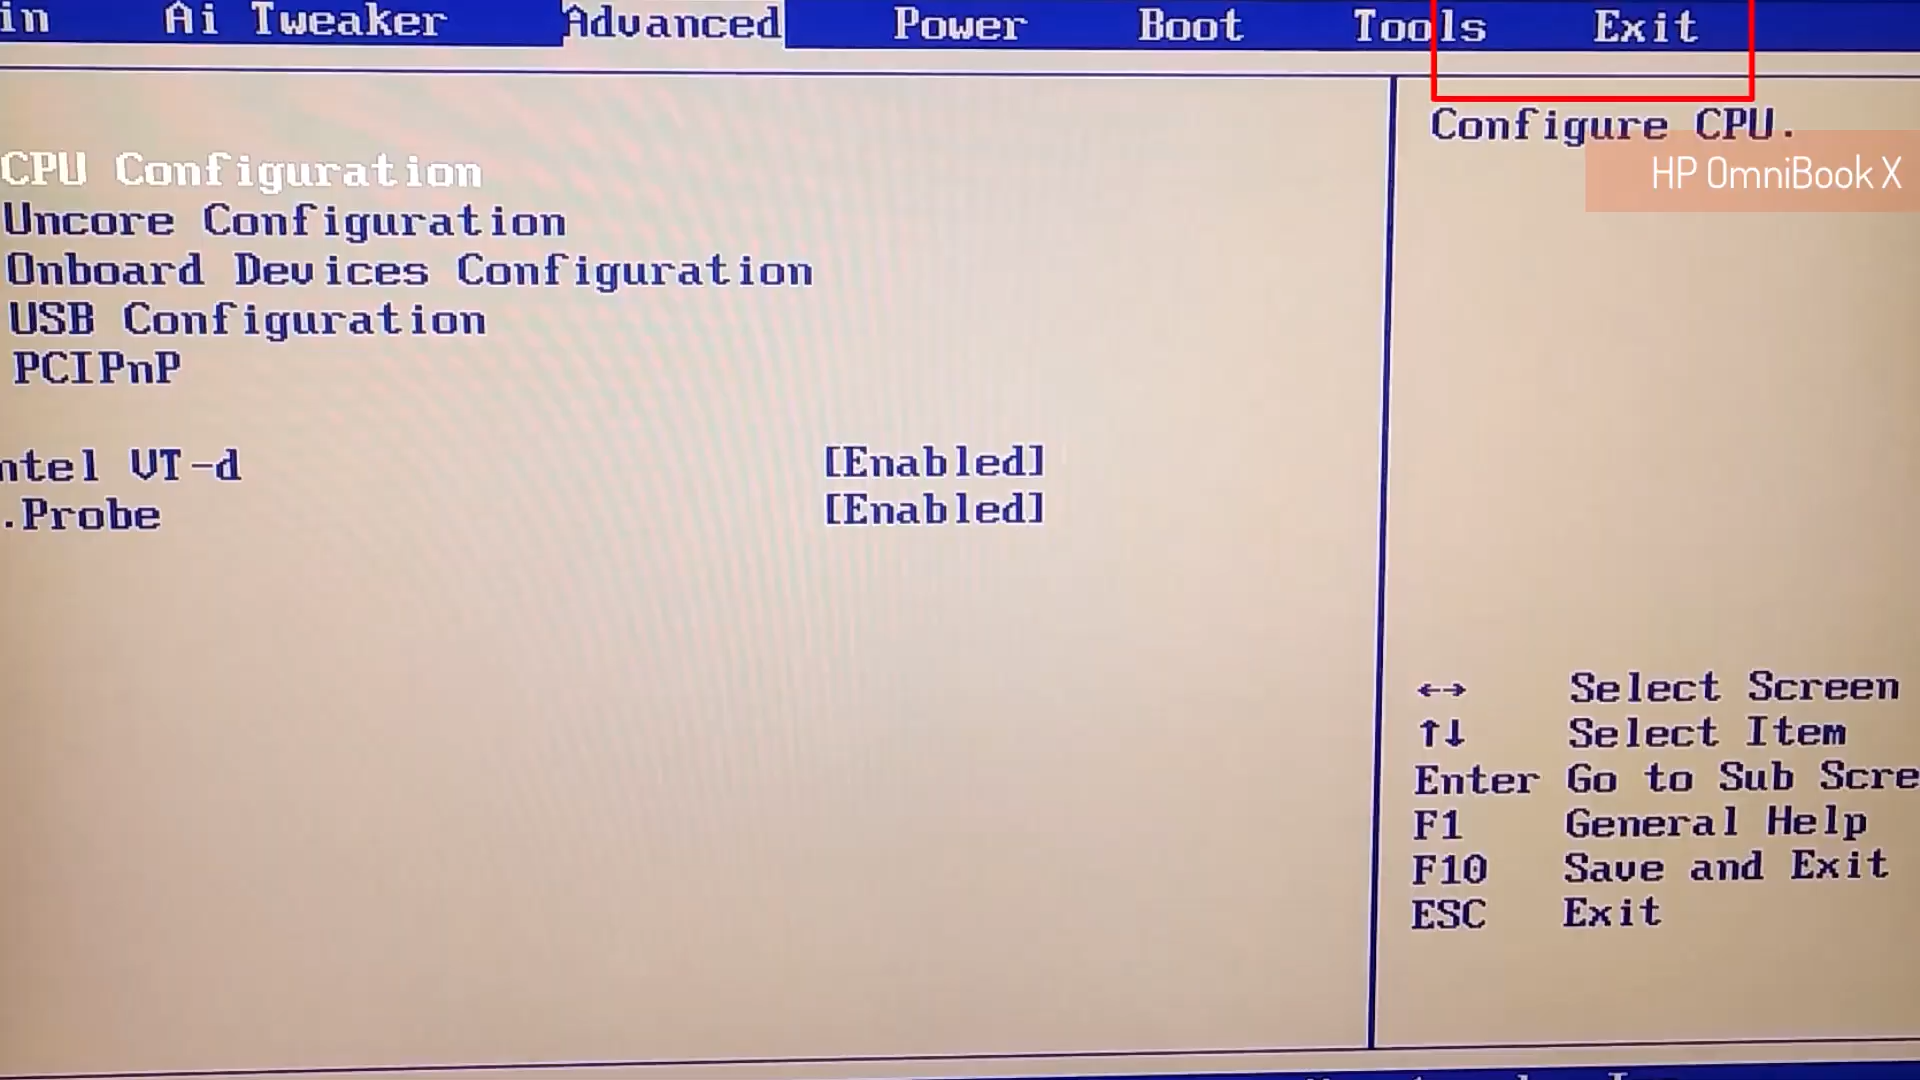 in Ai Tweaker Advanced Power Boot Tools Exit
Configure CPU.
HP OmniBook X
CPU Configuration
Uncore Configuration
Onboard Devices Configuration
USB Configuration
PCIPnP
ntel VT-d [Enabled]
.Probe [Enabled]
←→ Select Screen
↑↓ Select Item
Enter Go to Sub Scre
F1 General Help
F10 Save and Exit
ESC Exit